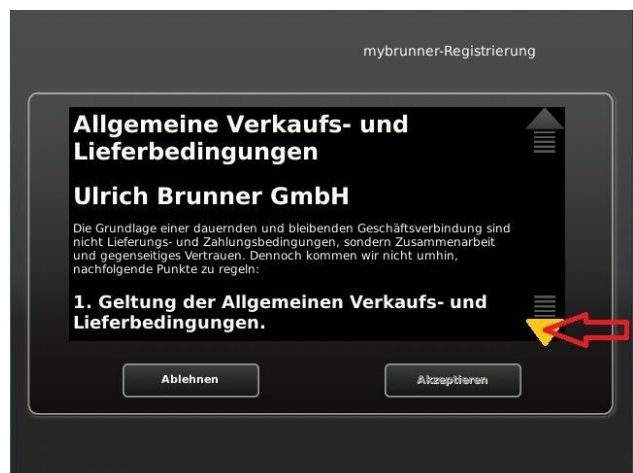 mybrunner-Registrierung
Allgemeine Verkaufs- und
Lieferbedingungen
Ulrich Brunner GmbH
Die Grundlage einer dauernden und bleibenden Geschäftsverbindung sind
nicht Lieferungs- und Zahlungsbedingungen, sondern Zusammenarbeit
und gegenseitiges Vertrauen. Dennoch kommen wir nicht umhin,
nachfolgende Punkte zu regeln:
1. Geltung der Allgemeinen Verkaufs- und
Lieferbedingungen.
Ablehnen
Akzeptieren